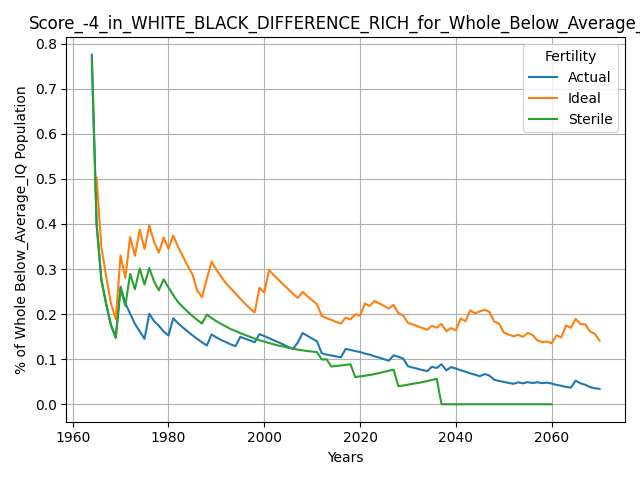 Score_-4_in_WHITE_BLACK_DIFFERENCE_RICH_for_Whole_Below_Average_
0.8
0.7
0.6
0.5
0.4
0.3
0.2
0.1
0.0
% of Whole Below_Average_IQ Population
Fertility
Actual
Ideal
Sterile
1960 1980 2000 2020 2040 2060
Years